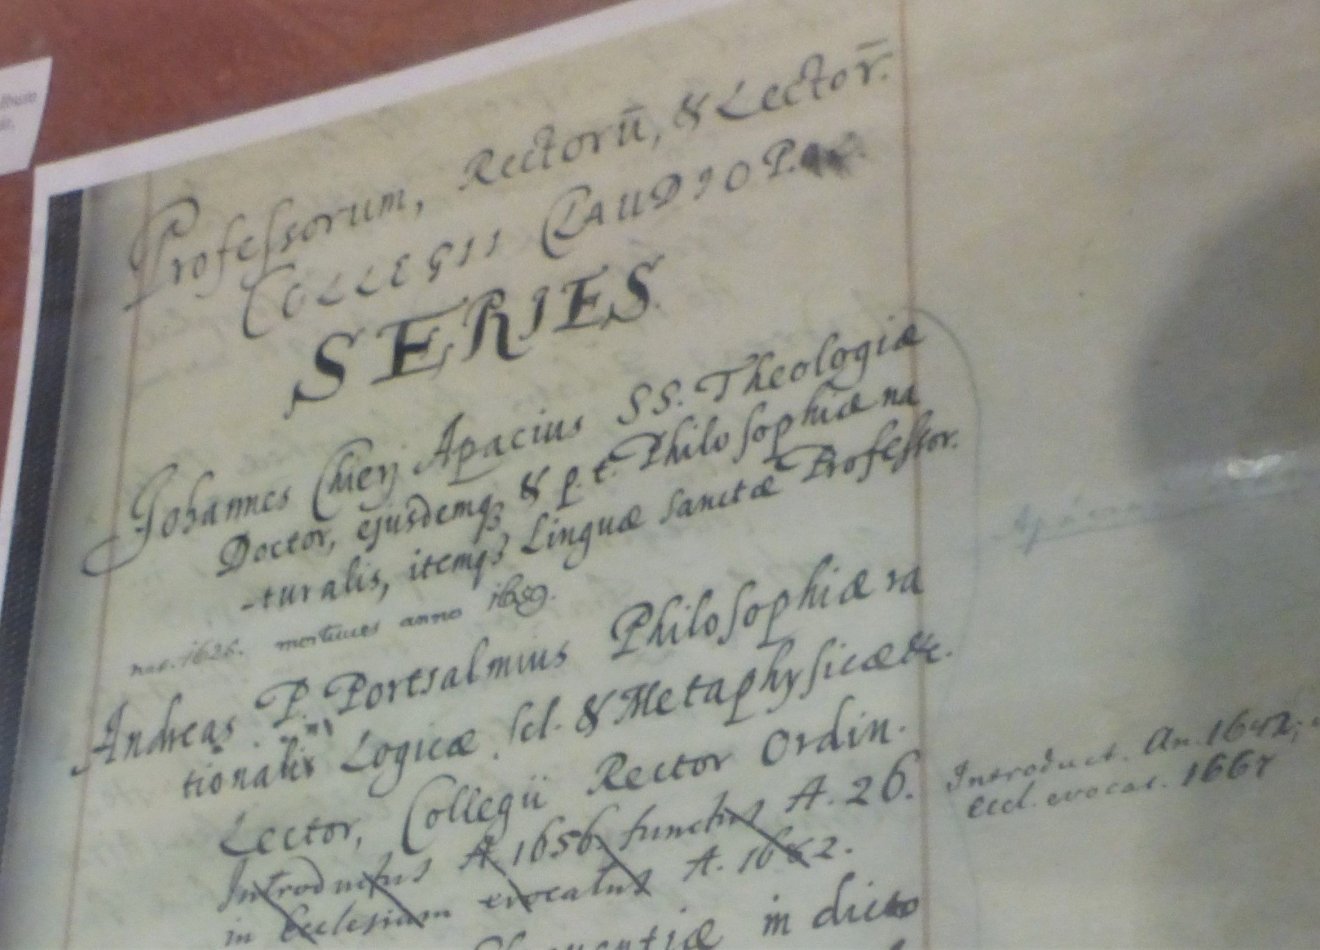 Professorum, Rectorū, & Lector̄.
COLLEGII CLAUDIOP.
SERIES.
Johannes Cherj Apacius SS. Theologiæ
Doctor, ejusdemq; & p. t. Philosophiæ na
-turalis, itemq; Linguæ sanctæ Professor.
nat. 1626. mortuus anno 1659.
Andreas P. Portsalmius Philosophiæ ra
tionalis Logicæ scl. & Metaphysicæ &c.
Lector, Collegii Rector Ordin.
Introductus A. 1656 functus A. 26.
in Ecclesiam evocatus A. 1662.
Introduct. An. 1642;
Eccl. evocat. 1667
in dicto